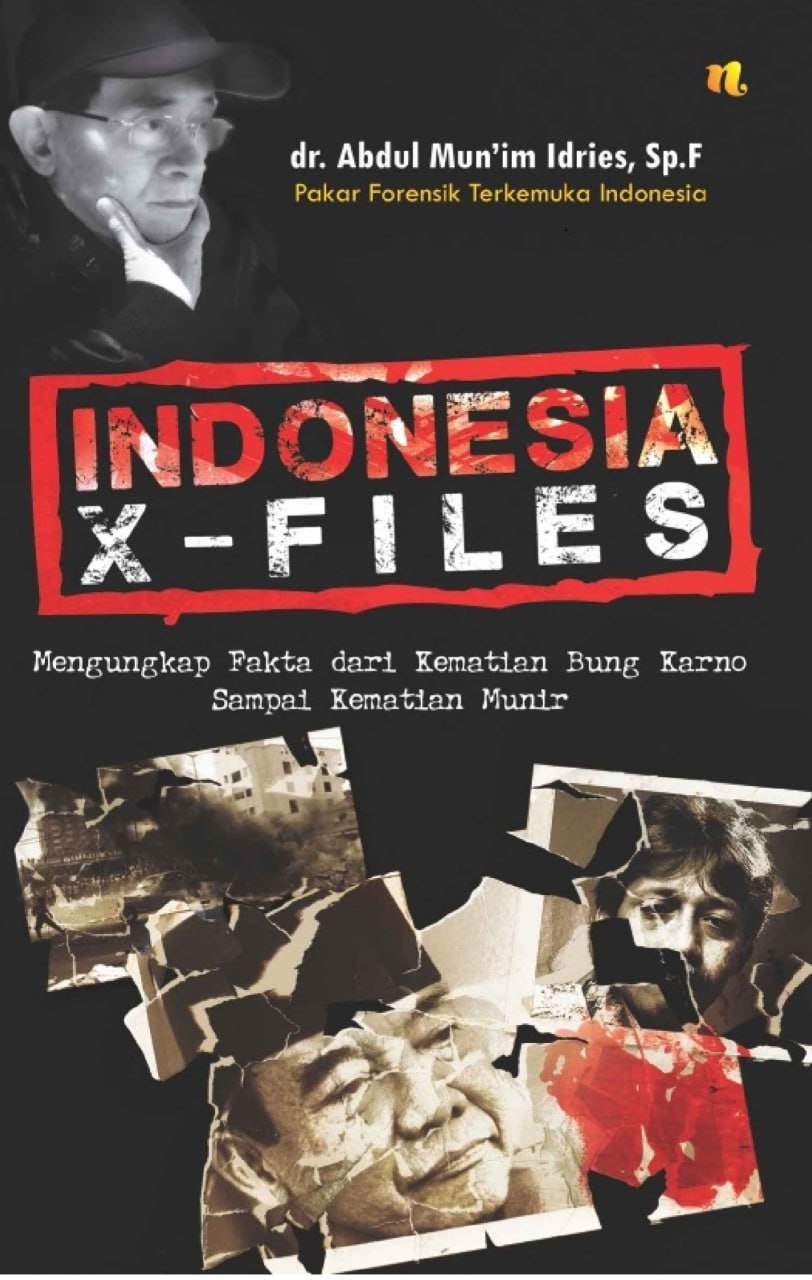 n
dr. Abdul Mun'im Idries, Sp.F
Pakar Forensik Terkemuka Indonesia
INDONESIA
X-FILES
Mengungkap Fakta dari Kematian Bung Karno
Sampai Kematian Munir